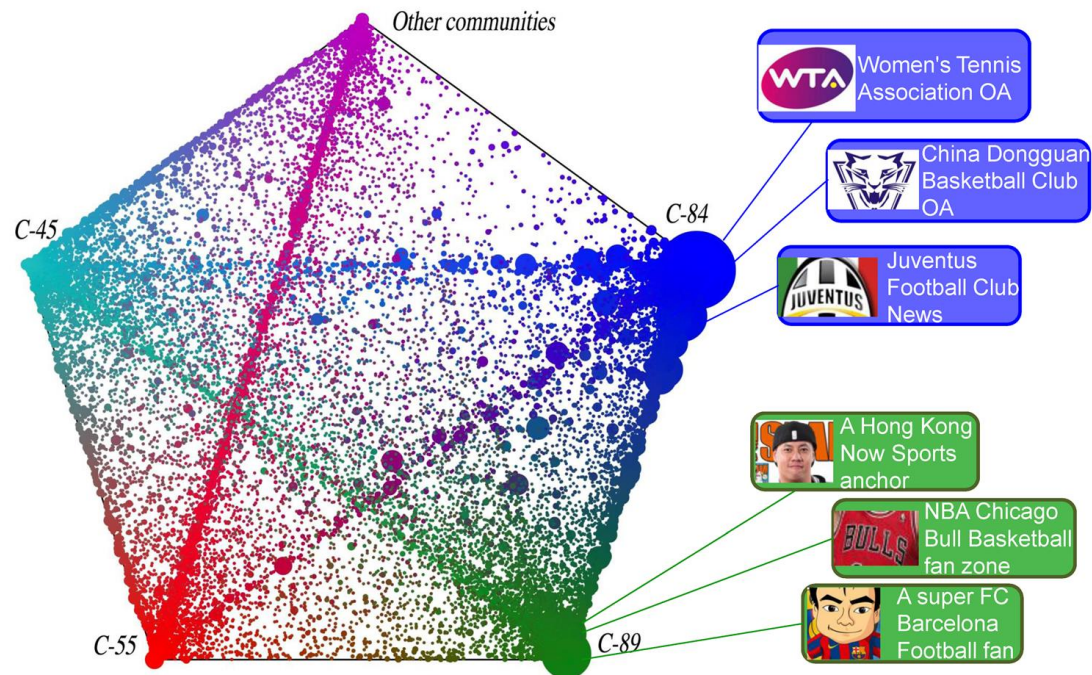 Other communities
C-45
C-84
C-55
C-89
WTA
Women's Tennis
Association OA
China Dongguan
Basketball Club
OA
JUVENTUS
Juventus
Football Club
News
A Hong Kong
Now Sports
anchor
BULLS
NBA Chicago
Bull Basketball
fan zone
A super FC
Barcelona
Football fan